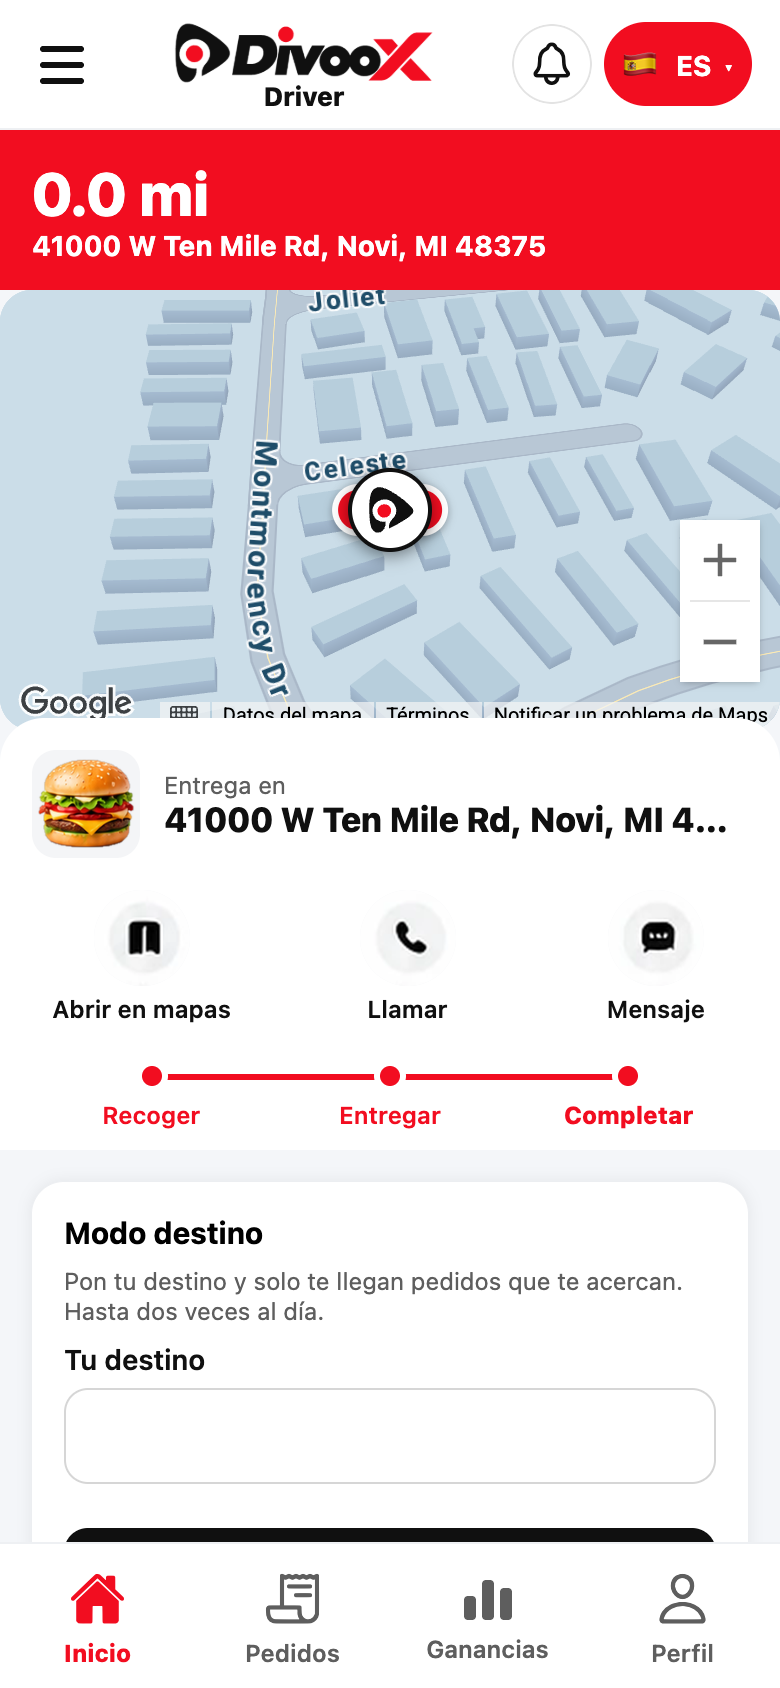 DivooX
Driver
ES
0.0 mi
41000 W Ten Mile Rd, Novi, MI 48375
Joliet
Celeste
Montmorency Dr
Google
Datos del mapa
Términos
Notificar un problema de Maps
Entrega en
41000 W Ten Mile Rd, Novi, MI 4...
Abrir en mapas
Llamar
Mensaje
Recoger
Entregar
Completar
Modo destino
Pon tu destino y solo te llegan pedidos que te acercan.
Hasta dos veces al día.
Tu destino
Inicio
Pedidos
Ganancias
Perfil